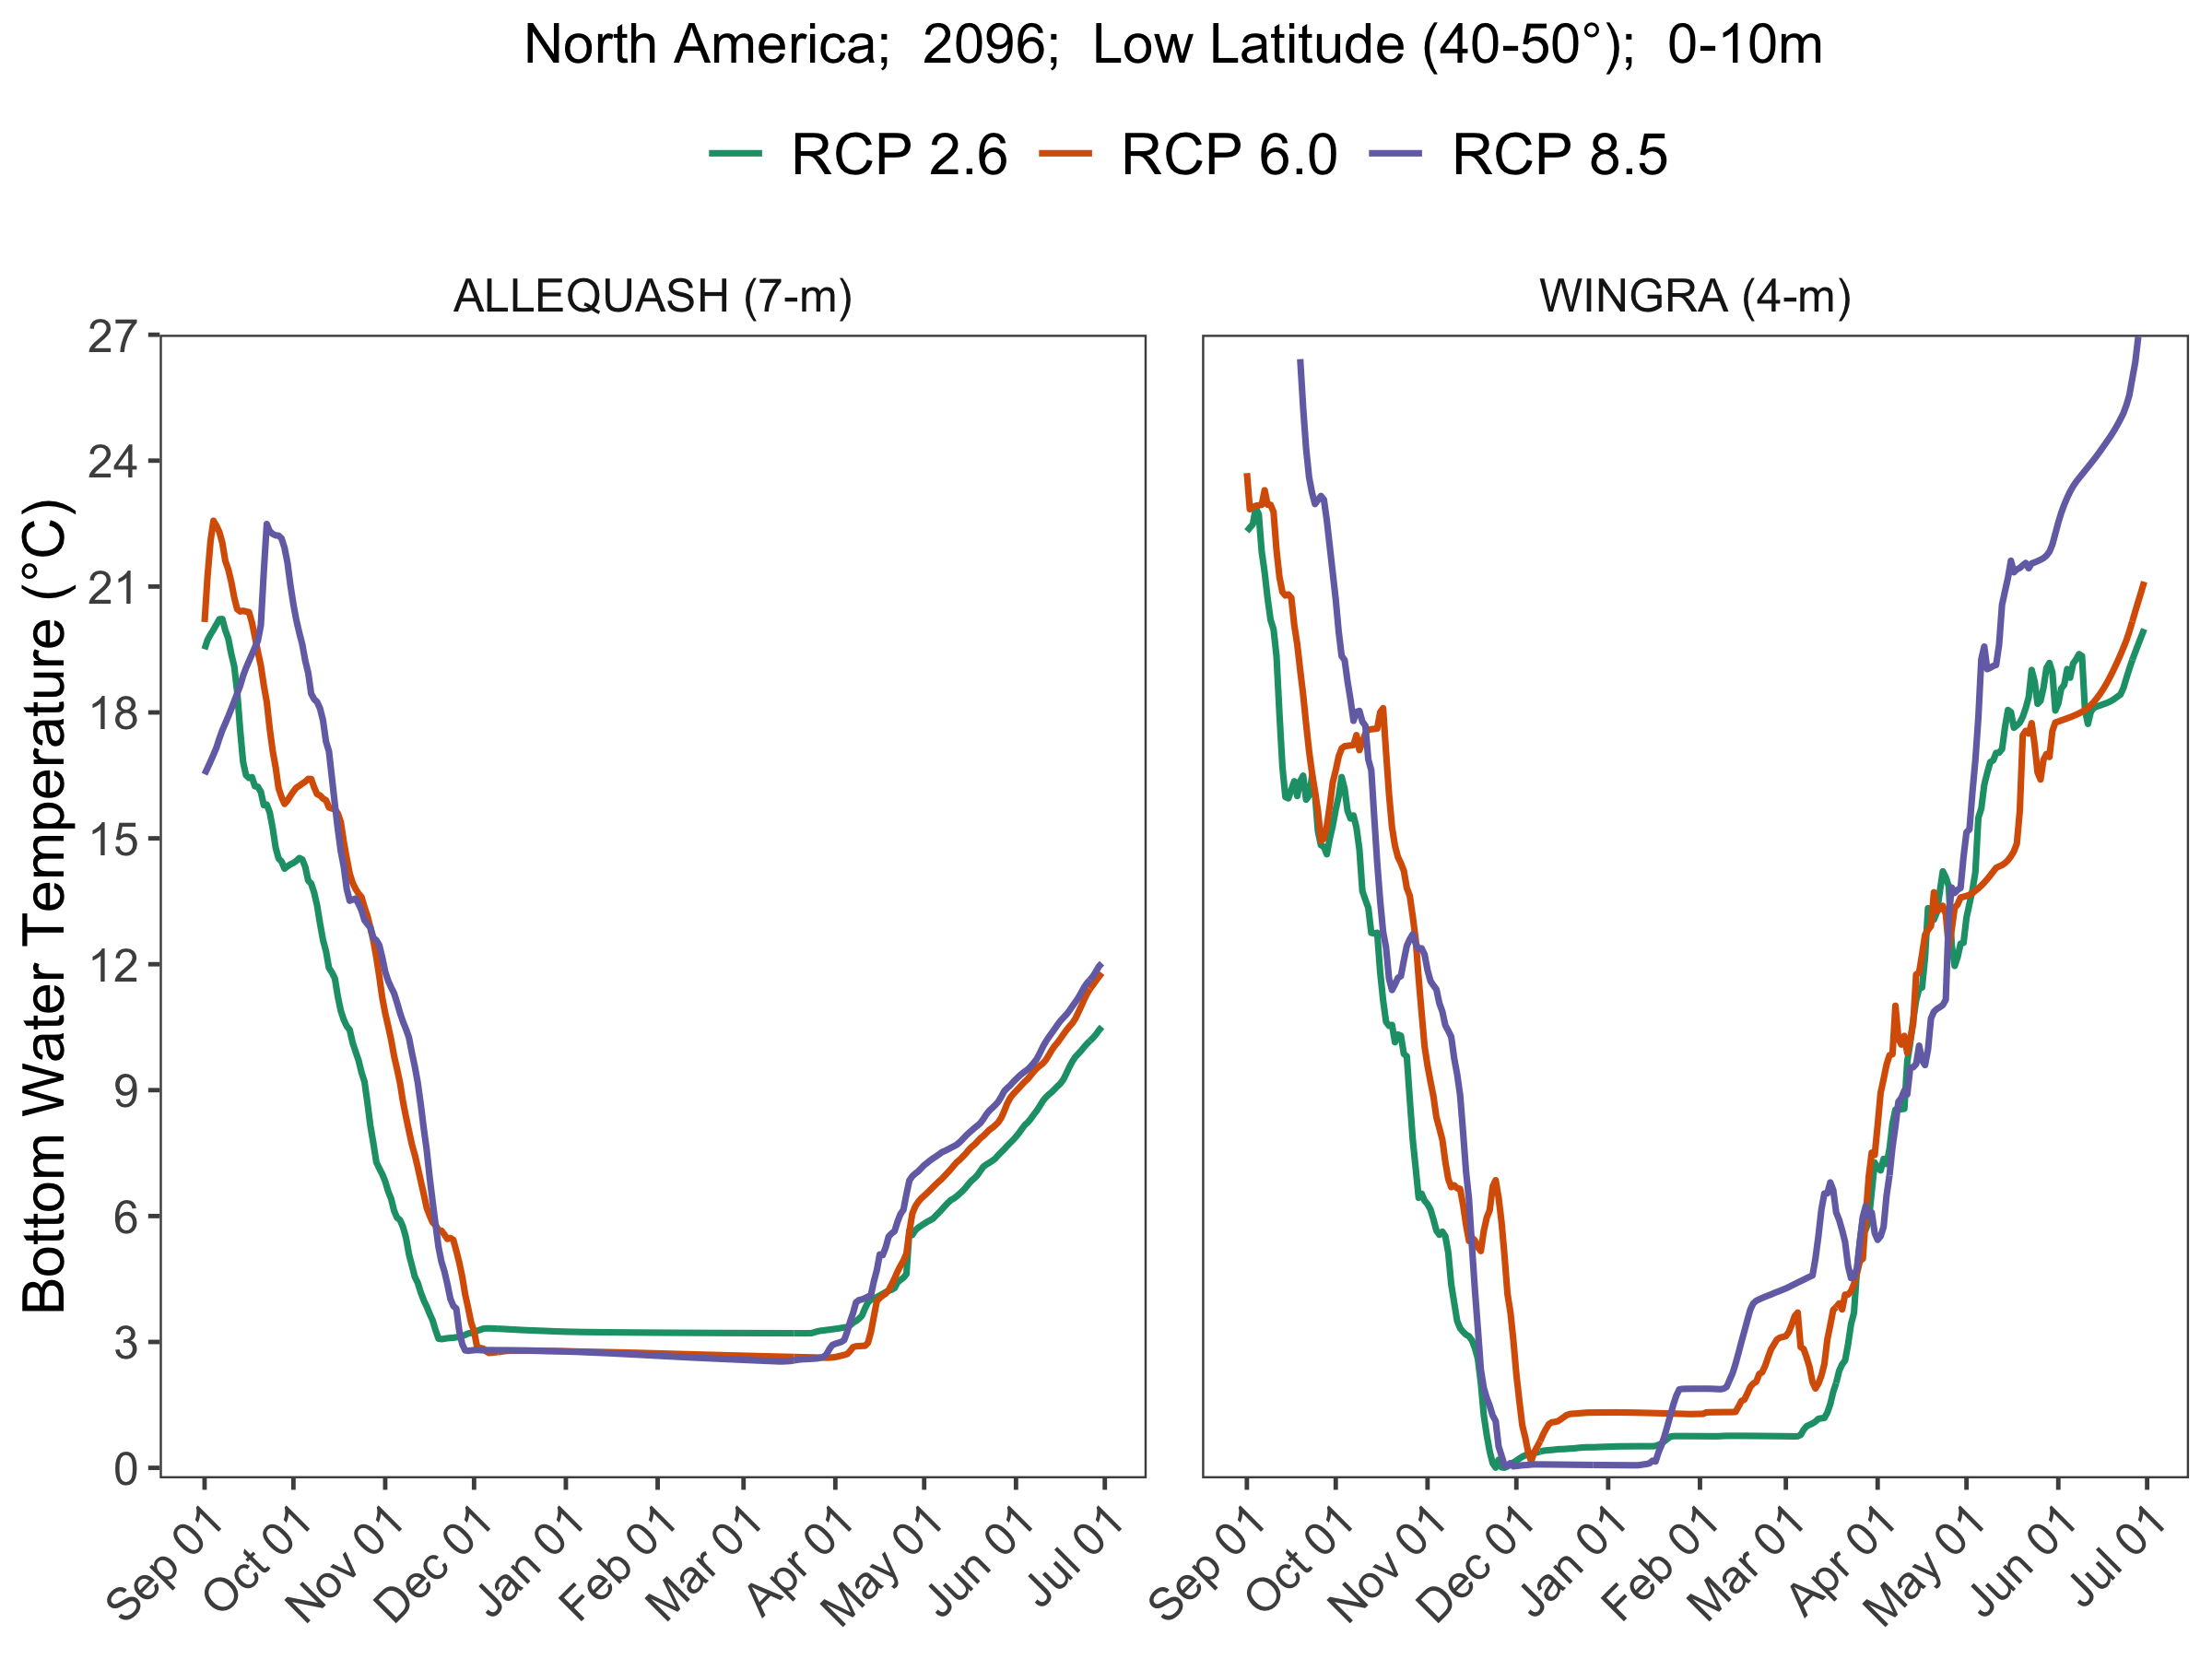 North America;  2096;  Low Latitude (40-50°);  0-10m
RCP 2.6 RCP 6.0 RCP 8.5
ALLEQUASH (7-m)
WINGRA (4-m)
Bottom Water Temperature (°C)
27
24
21
18
15
12
9
6
3
0
Sep 01
Oct 01
Nov 01
Dec 01
Jan 01
Feb 01
Mar 01
Apr 01
May 01
Jun 01
Jul 01
Sep 01
Oct 01
Nov 01
Dec 01
Jan 01
Feb 01
Mar 01
Apr 01
May 01
Jun 01
Jul 01